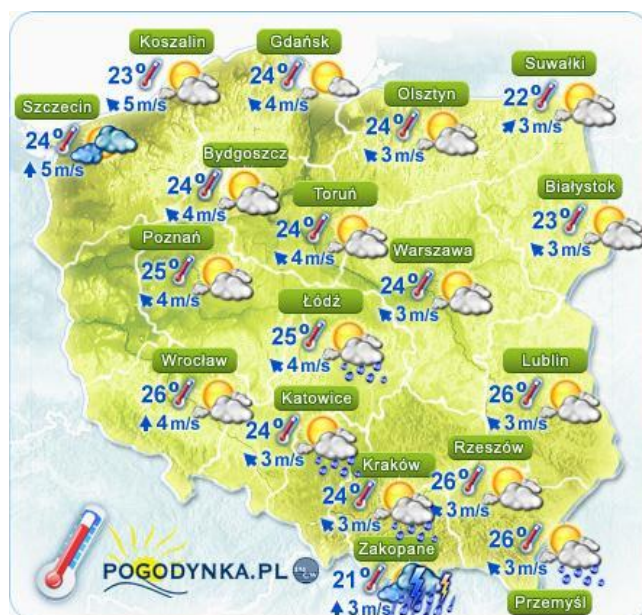 Koszalin
23°
5 m/s
Gdańsk
24°
4 m/s
Suwałki
22°
3 m/s
Szczecin
24°
5 m/s
Olsztyn
24°
3 m/s
Bydgoszcz
24°
4 m/s
Toruń
24°
4 m/s
Białystok
23°
3 m/s
Poznań
25°
4 m/s
Warszawa
24°
3 m/s
Łódź
25°
4 m/s
Wrocław
26°
4 m/s
Lublin
26°
3 m/s
Katowice
24°
3 m/s
Rzeszów
26°
3 m/s
Kraków
24°
3 m/s
Zakopane
21°
3 m/s
26°
3 m/s
Przemyśl
POGODYNKA.PL